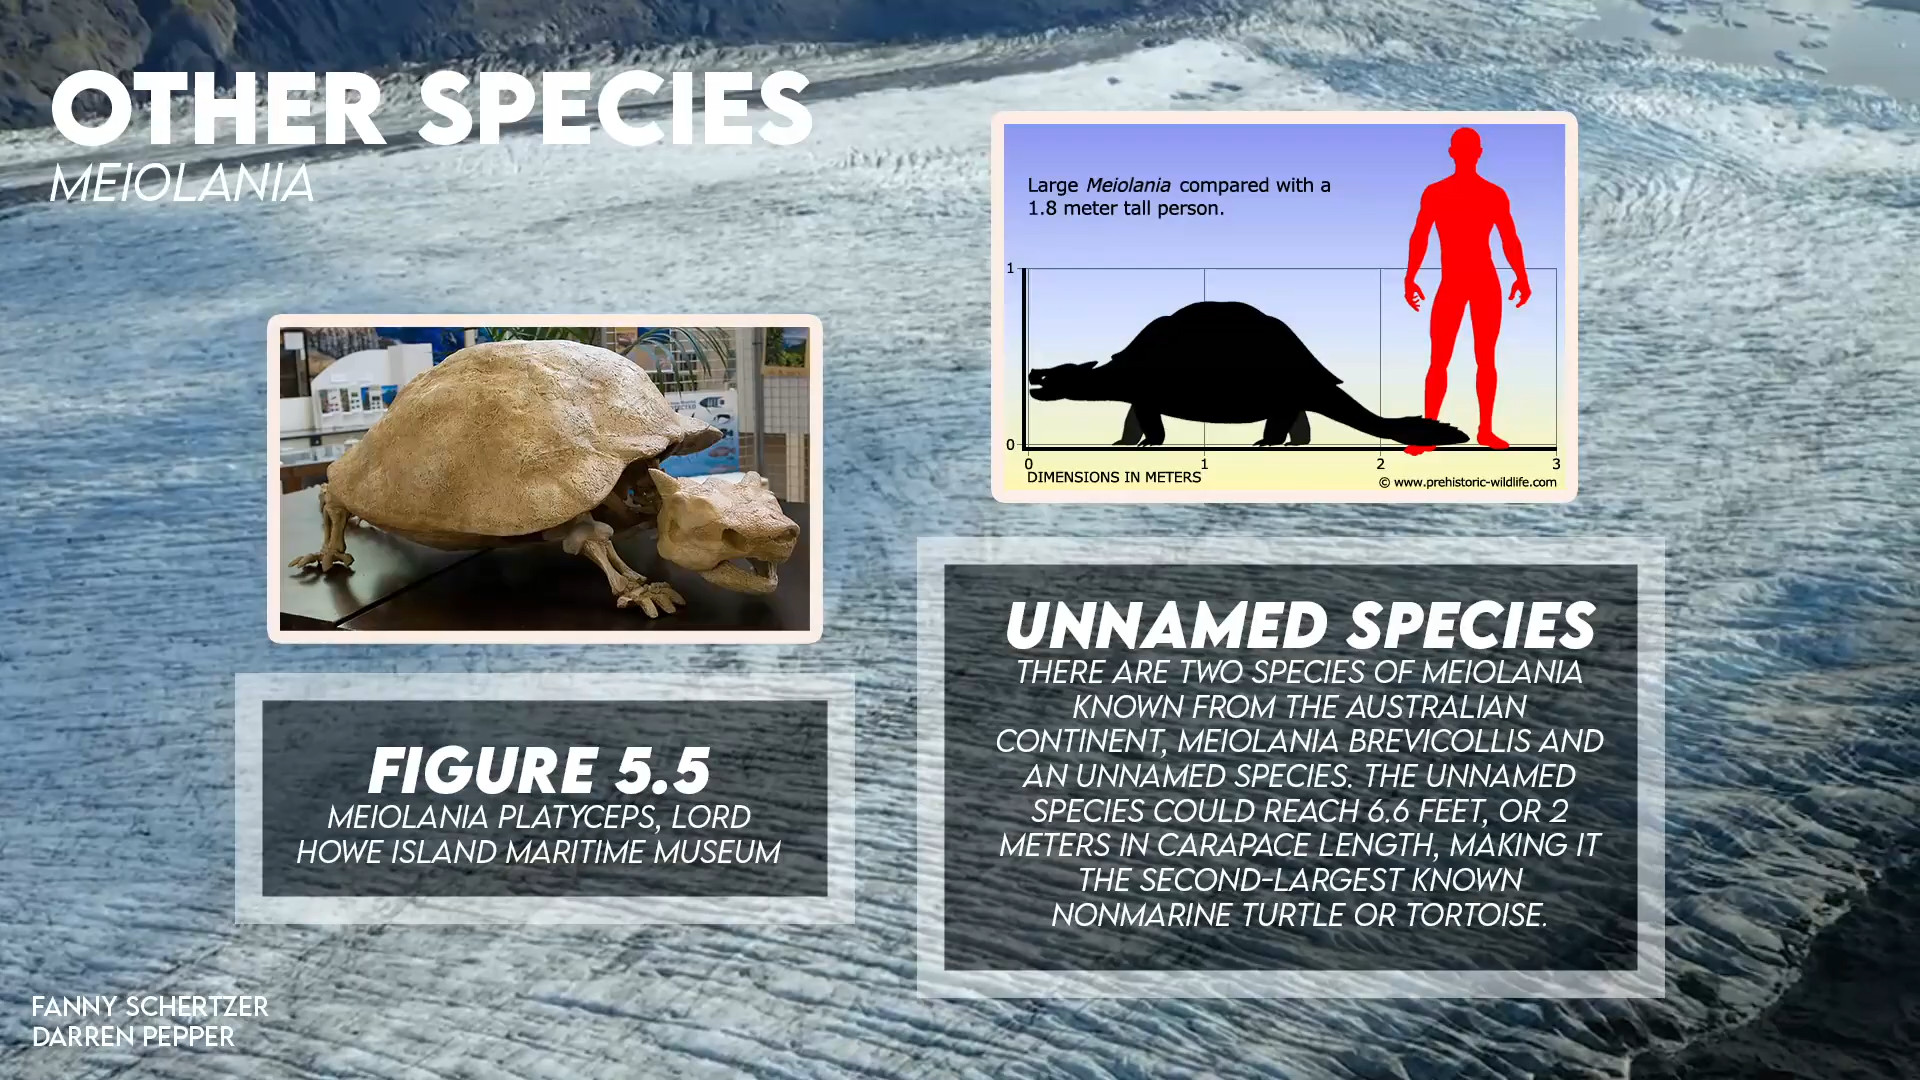 OTHER SPECIES
MEIOLANIA
Large Meiolania compared with a
1.8 meter tall person.
1
0
0 1 2 3
DIMENSIONS IN METERS
© www.prehistoric-wildlife.com
FIGURE 5.5
MEIOLANIA PLATYCEPS, LORD
HOWE ISLAND MARITIME MUSEUM
UNNAMED SPECIES
THERE ARE TWO SPECIES OF MEIOLANIA
KNOWN FROM THE AUSTRALIAN
CONTINENT, MEIOLANIA BREVICOLLIS AND
AN UNNAMED SPECIES. THE UNNAMED
SPECIES COULD REACH 6.6 FEET, OR 2
METERS IN CARAPACE LENGTH, MAKING IT
THE SECOND-LARGEST KNOWN
NONMARINE TURTLE OR TORTOISE.
FANNY SCHERTZER
DARREN PEPPER